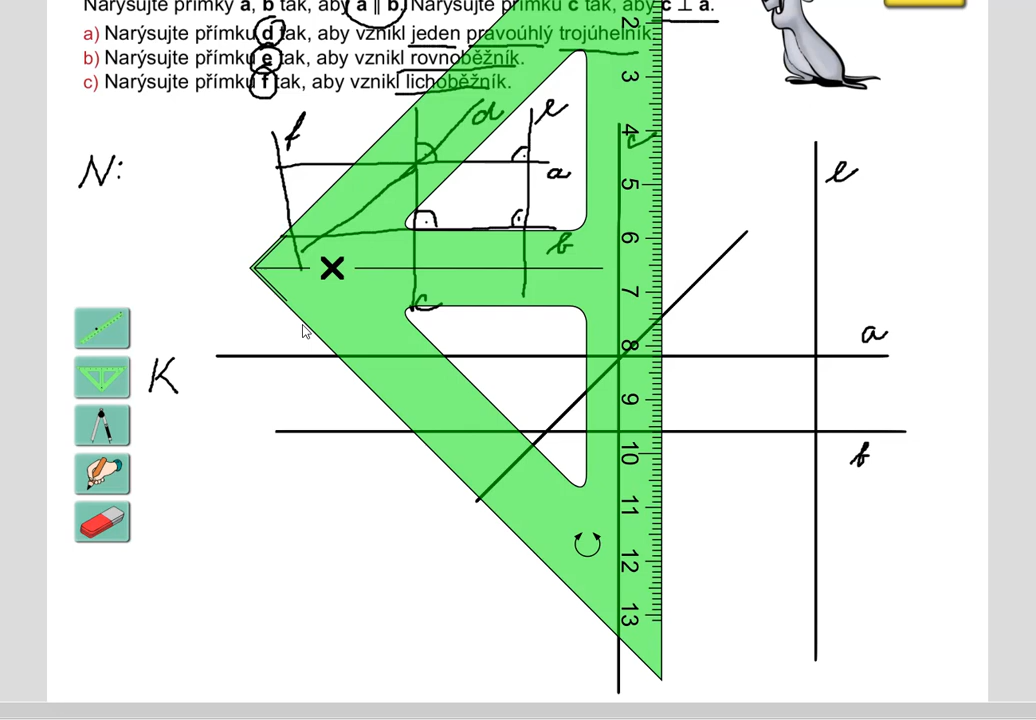 Narýsujte přímky a, b tak, aby a ∥ b. Narýsujte přímku c tak, aby c ⊥ a.
a) Narýsujte přímku d tak, aby vznikl jeden pravoúhlý trojúhelník.
b) Narýsujte přímku e tak, aby vznikl rovnoběžník.
c) Narýsujte přímku f tak, aby vznikl lichoběžník.
f d e
N: a e
b
c
a
K
b
2
3
4
5
6
7
8
9
10
11
12
13